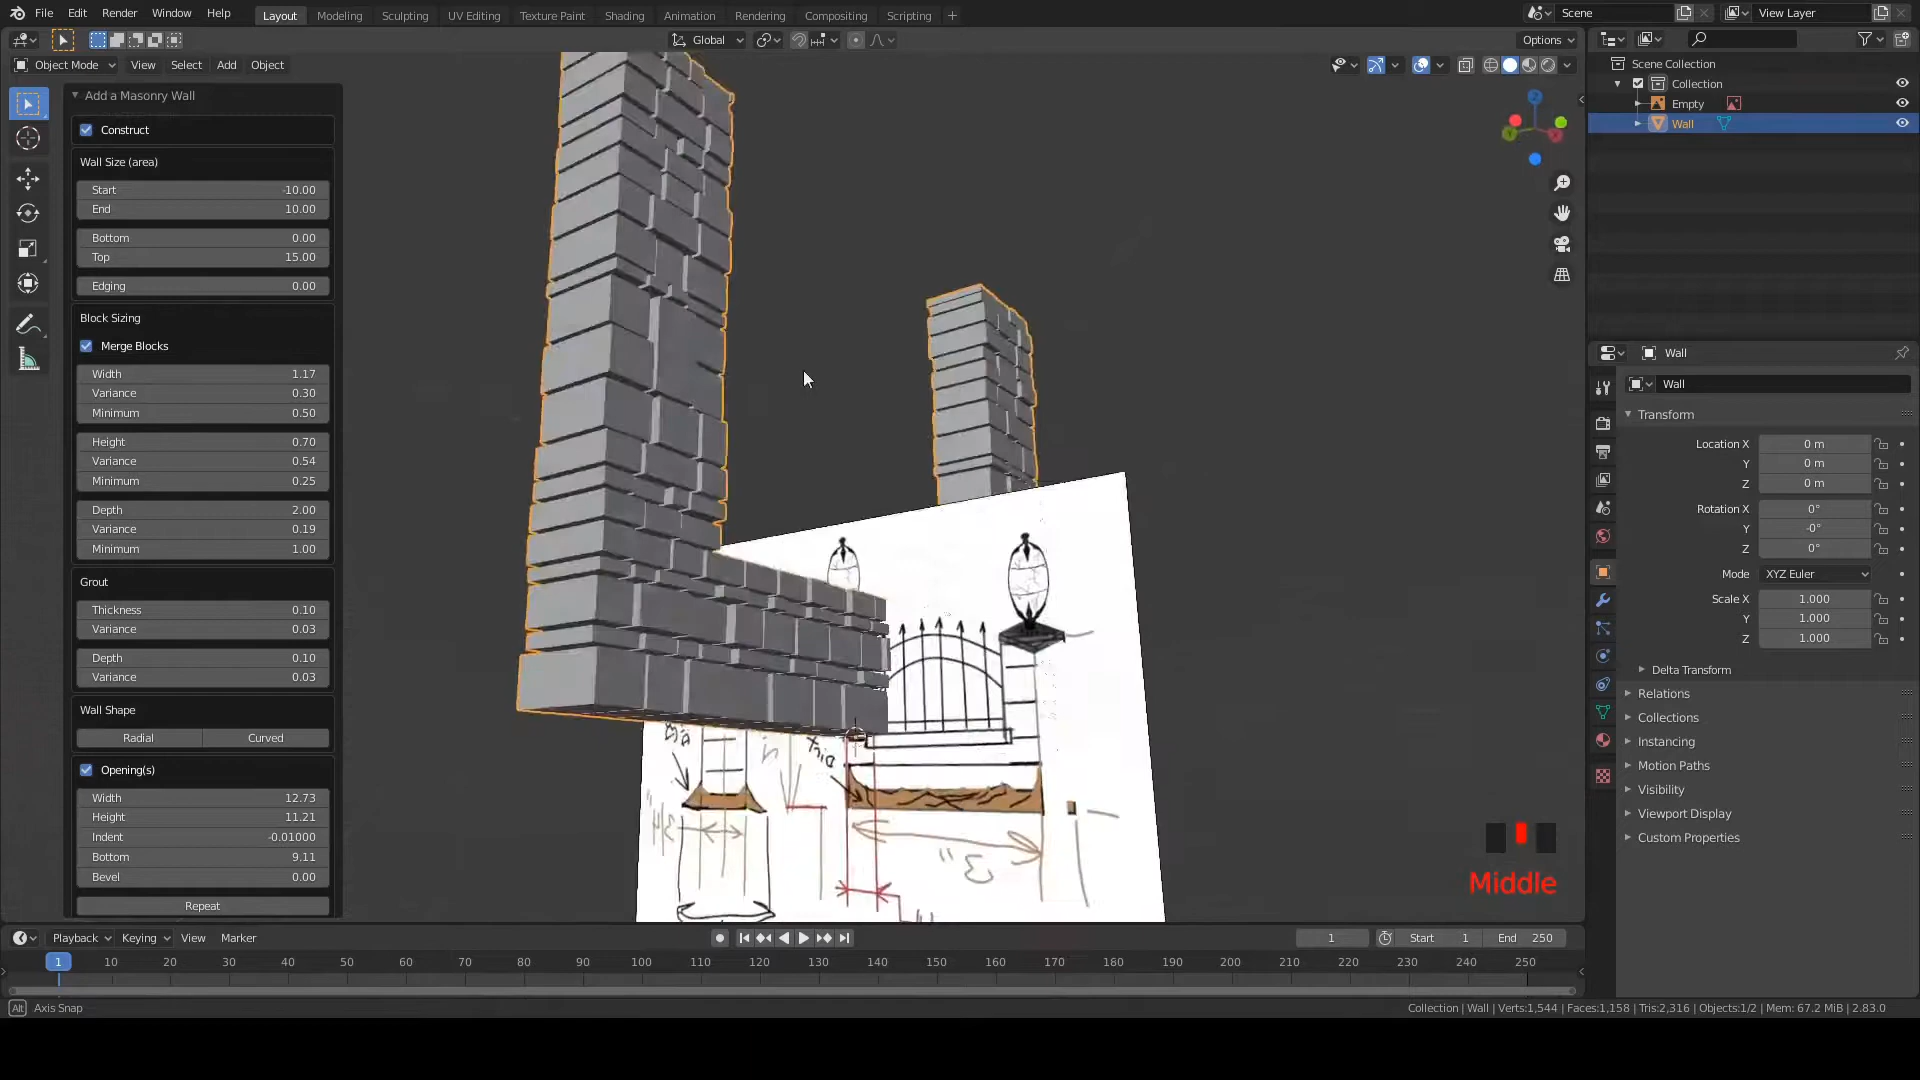 File Edit Render Window Help Layout Modeling Sculpting UV Editing Texture Paint Shading Animation Rendering Compositing Scripting + Scene View Layer
Global Options
Object Mode View Select Add Object
Add a Masonry Wall
Construct
Wall Size (area)
Start -10.00
End 10.00
Bottom 0.00
Top 15.00
Edging 0.00
Block Sizing
Merge Blocks
Width 1.17
Variance 0.30
Minimum 0.50
Height 0.70
Variance 0.54
Minimum 0.25
Depth 2.00
Variance 0.19
Minimum 1.00
Grout
Thickness 0.10
Variance 0.03
Depth 0.10
Variance 0.03
Wall Shape
Radial Curved
Opening(s)
Width 12.73
Height 11.21
Indent -0.01000
Bottom 9.11
Bevel 0.00
Repeat
Z
3"
Middle
Scene Collection
Collection
Empty
Wall
Wall
Wall
Transform
Location X 0 m
Y 0 m
Z 0 m
Rotation X 0°
Y -0°
Z 0°
Mode XYZ Euler
Scale X 1.000
Y 1.000
Z 1.000
Delta Transform
Relations
Collections
Instancing
Motion Paths
Visibility
Viewport Display
Custom Properties
Playback Keying View Marker 1 Start 1 End 250
1 10 20 30 40 50 60 70 80 90 100 110 120 130 140 150 160 170 180 190 200 210 220 230 240 250
Alt Axis Snap Collection | Wall | Verts:1,544 | Faces:1,158 | Tris:2,316 | Objects:1/2 | Mem: 67.2 MiB | 2.83.0